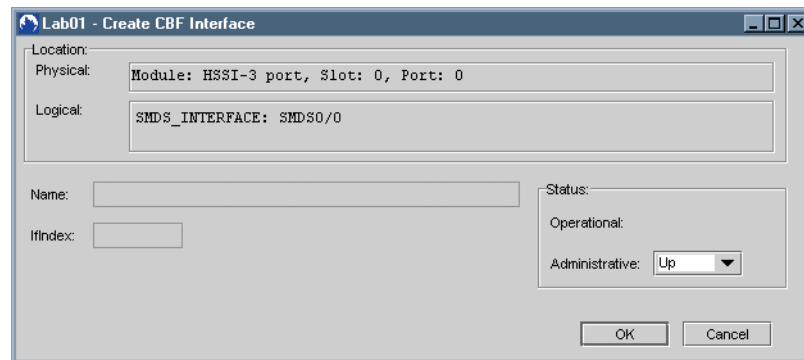 Lab01 - Create CBF Interface
Location:
Physical: Module: HSSI-3 port, Slot: 0, Port: 0
Logical: SMDS_INTERFACE: SMDS0/0
Name:
IfIndex:
Status:
Operational:
Administrative: Up
OK Cancel